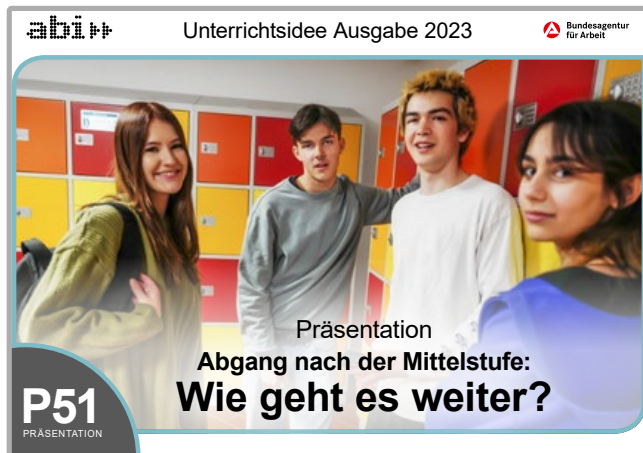 abi»
Unterrichtsidee Ausgabe 2023
Bundesagentur
für Arbeit
Präsentation
Abgang nach der Mittelstufe:
Wie geht es weiter?
P51
PRÄSENTATION